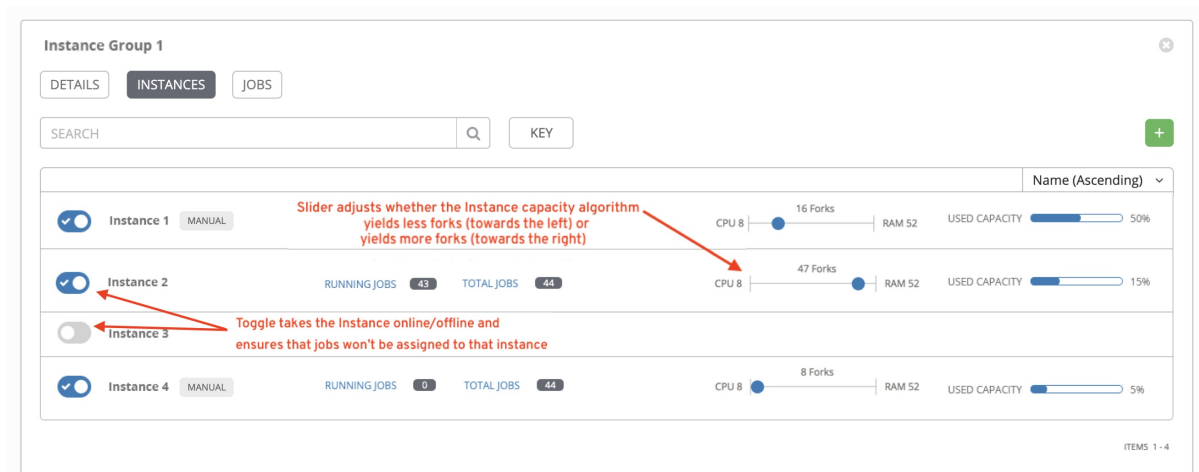 Instance Group 1
DETAILS INSTANCES JOBS
SEARCH KEY +
Name (Ascending)
Instance 1 MANUAL
Slider adjusts whether the Instance capacity algorithm
yields less forks (towards the left) or
yields more forks (towards the right)
16 Forks
CPU 8 RAM 52 USED CAPACITY 50%
Instance 2 RUNNING JOBS 43 TOTAL JOBS 44
47 Forks
CPU 8 RAM 52 USED CAPACITY 15%
Toggle takes the Instance online/offline and
ensures that jobs won't be assigned to that instance
Instance 3
Instance 4 MANUAL RUNNING JOBS 0 TOTAL JOBS 44
8 Forks
CPU 8 RAM 52 USED CAPACITY 5%
ITEMS 1 - 4